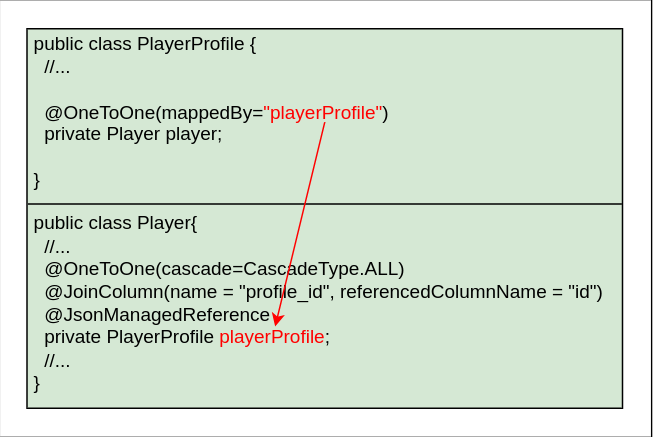 public class PlayerProfile {
//...
@OneToOne(mappedBy="playerProfile")
private Player player;
}
public class Player{
//...
@OneToOne(cascade=CascadeType.ALL)
@JoinColumn(name = "profile_id", referencedColumnName = "id")
@JsonManagedReference
private PlayerProfile playerProfile;
//...
}